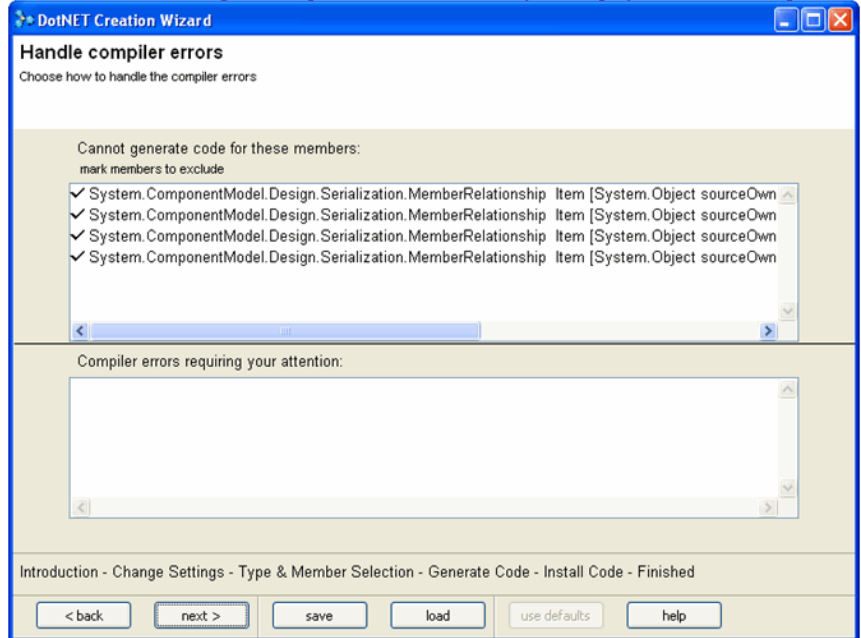 DotNET Creation Wizard
Handle compiler errors
Choose how to handle the compiler errors
Cannot generate code for these members:
mark members to exclude
System.ComponentModel.Design.Serialization.MemberRelationship Item [System.Object sourceOwn
System.ComponentModel.Design.Serialization.MemberRelationship Item [System.Object sourceOwn
System.ComponentModel.Design.Serialization.MemberRelationship Item [System.Object sourceOwn
System.ComponentModel.Design.Serialization.MemberRelationship Item [System.Object sourceOwn
Compiler errors requiring your attention:
Introduction - Change Settings - Type & Member Selection - Generate Code - Install Code - Finished
< back next > save load use defaults help